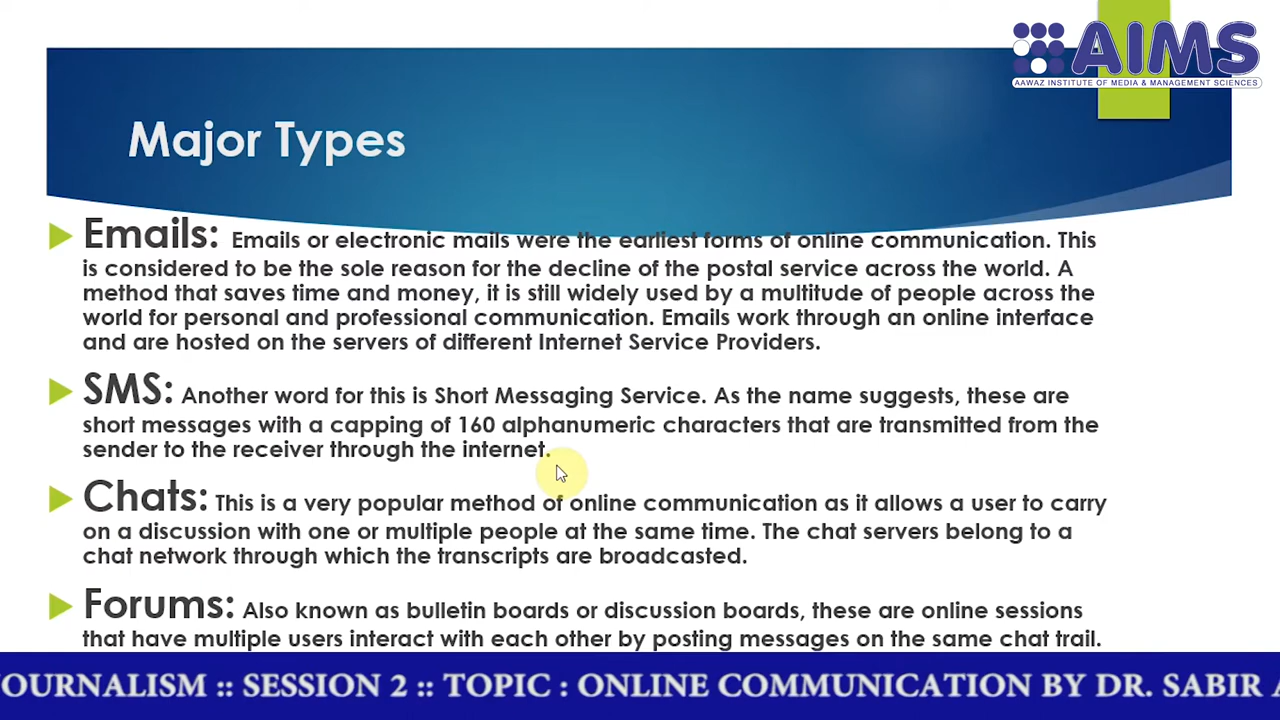 AIMS
AAWAZ INSTITUTE OF MEDIA & MANAGEMENT SCIENCES
Major Types
Emails: Emails or electronic mails were the earliest forms of online communication. This
is considered to be the sole reason for the decline of the postal service across the world. A
method that saves time and money, it is still widely used by a multitude of people across the
world for personal and professional communication. Emails work through an online interface
and are hosted on the servers of different Internet Service Providers.
SMS: Another word for this is Short Messaging Service. As the name suggests, these are
short messages with a capping of 160 alphanumeric characters that are transmitted from the
sender to the receiver through the internet.
Chats: This is a very popular method of online communication as it allows a user to carry
on a discussion with one or multiple people at the same time. The chat servers belong to a
chat network through which the transcripts are broadcasted.
Forums: Also known as bulletin boards or discussion boards, these are online sessions
that have multiple users interact with each other by posting messages on the same chat trail.
OURNALISM :: SESSION 2 :: TOPIC : ONLINE COMMUNICATION BY DR. SABIR A